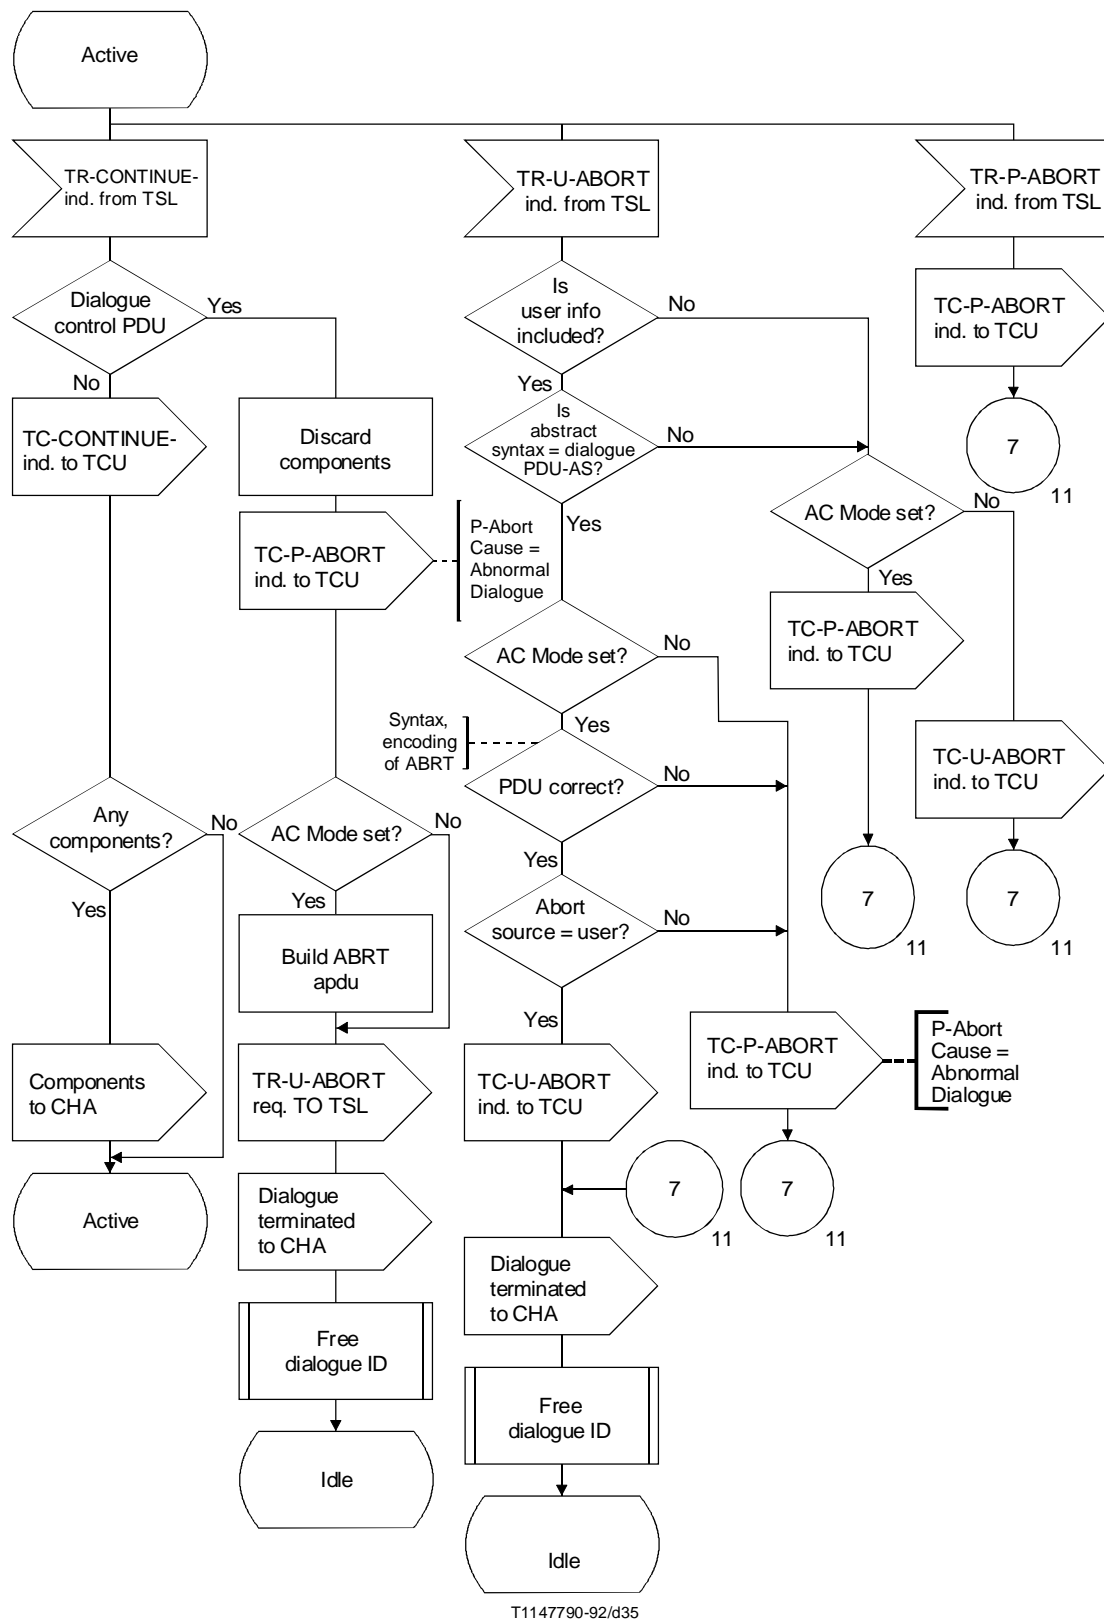 Active
TR-CONTINUE-
ind. from TSL
TR-U-ABORT
ind. from TSL
TR-P-ABORT
ind. from TSL
Dialogue
control PDU
Yes
No
Is
user info
included?
No
Yes
TC-P-ABORT
ind. to TCU
7
11
TC-CONTINUE-
ind. to TCU
Discard
components
Is
abstract
syntax = dialogue
PDU-AS?
No
Yes
AC Mode set?
No
Yes
TC-P-ABORT
ind. to TCU
P-Abort
Cause =
Abnormal
Dialogue
TC-P-ABORT
ind. to TCU
AC Mode set?
No
Yes
Syntax,
encoding
of ABRT
TC-U-ABORT
ind. to TCU
PDU correct?
No
Yes
Any
components?
No
Yes
AC Mode set?
No
Yes
7
11
7
11
Abort
source = user?
No
Yes
Build ABRT
apdu
Components
to CHA
TR-U-ABORT
req. TO TSL
TC-U-ABORT
ind. to TCU
TC-P-ABORT
ind. to TCU
P-Abort
Cause =
Abnormal
Dialogue
Active
Dialogue
terminated
to CHA
7
11
7
11
Dialogue
terminated
to CHA
Free
dialogue ID
Free
dialogue ID
Idle
Idle
T1147790-92/d35